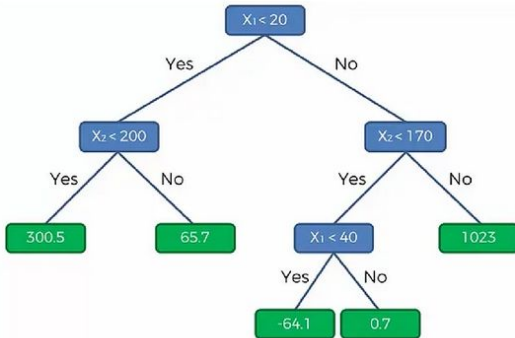 X₁ < 20
Yes
No
X₂ < 200
X₂ < 170
Yes
No
Yes
No
300.5
65.7
X₁ < 40
1023
Yes
No
-64.1
0.7